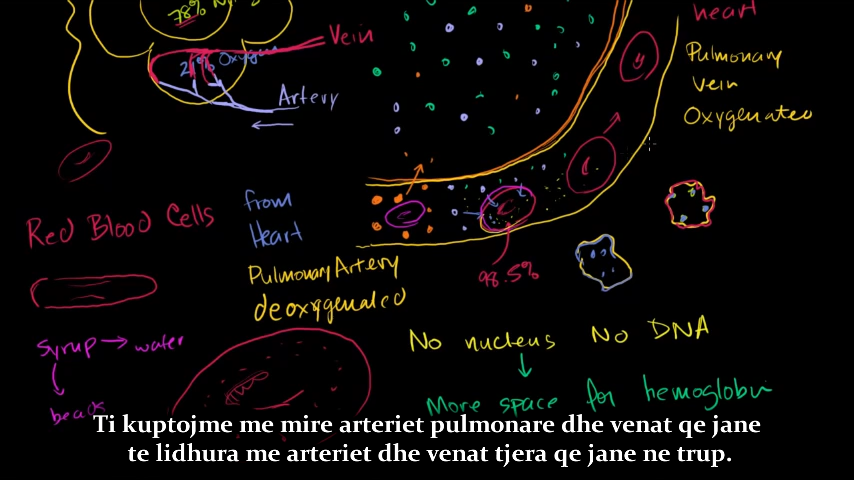 78%
Oxygen
Vein
Artery
heart
Pulmonary
vein
Oxygenated
Red Blood Cells
from
Heart
Pulmonary Artery
deoxygenated
98.5%
syrup → water
No nucleus No DNA
More space for hemoglobin
Ti kuptojme me mire arteriet pulmonare dhe venat qe jane
te lidhura me arteriet dhe venat tjera qe jane ne trup.